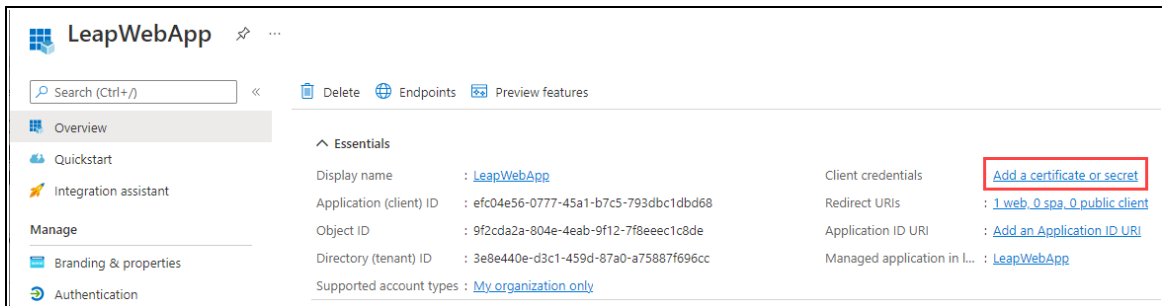 LeapWebApp
Search (Ctrl+/)
«
Delete Endpoints Preview features
Overview
Quickstart
Integration assistant
Manage
Branding & properties
Authentication
Essentials
Display name : LeapWebApp
Application (client) ID : efc04e56-0777-45a1-b7c5-793dbc1dbd68
Object ID : 9f2cda2a-804e-4eab-9f12-7f8eeec1c8de
Directory (tenant) ID : 3e8e440e-d3c1-459d-87a0-a75887f696cc
Supported account types : My organization only
Client credentials Add a certificate or secret
Redirect URIs : 1 web, 0 spa, 0 public client
Application ID URI : Add an Application ID URI
Managed application in l... : LeapWebApp